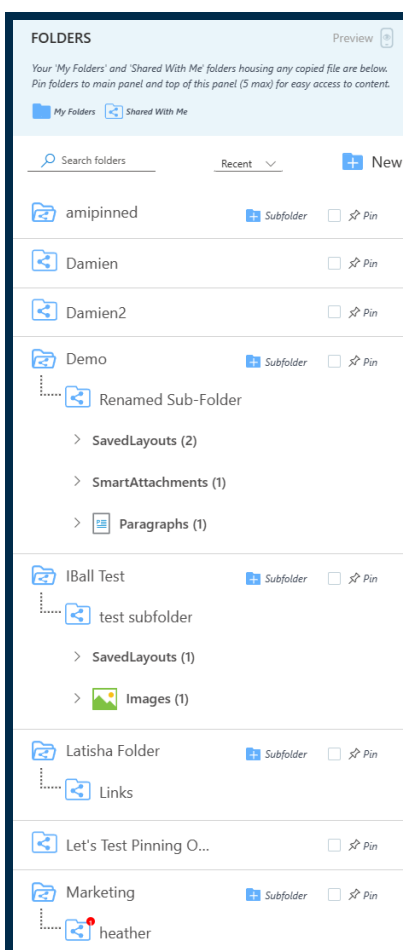 FOLDERS
Preview
Your 'My Folders' and 'Shared With Me' folders housing any copied file are below.
Pin folders to main panel and top of this panel (5 max) for easy access to content.
My Folders Shared With Me
Search folders Recent New
amipinned Subfolder Pin
Damien Pin
Damien2 Pin
Demo Subfolder Pin
Renamed Sub-Folder
SavedLayouts (2)
SmartAttachments (1)
Paragraphs (1)
IBall Test Subfolder Pin
test subfolder
SavedLayouts (1)
Images (1)
Latisha Folder Subfolder Pin
Links
Let's Test Pinning O... Pin
Marketing Subfolder Pin
heather